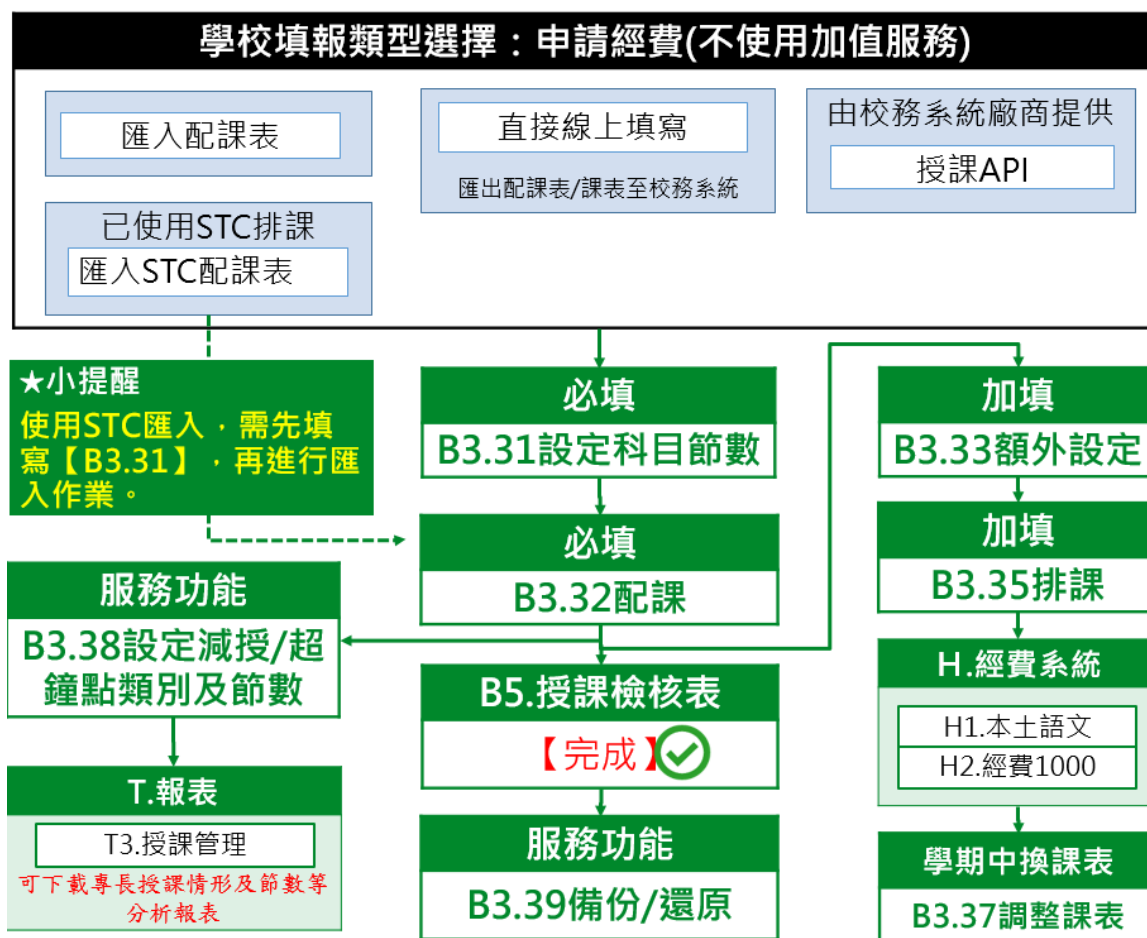 學校填報類型選擇：申請經費(不使用加值服務)
匯入配課表
直接線上填寫
匯出配課表/課表至校務系統
由校務系統廠商提供
授課API
已使用STC排課
匯入STC配課表
★小提醒
使用STC匯入，需先填
寫【B3.31】，再進行匯
入作業。
必填
B3.31設定科目節數
必填
B3.32配課
加填
B3.33額外設定
加填
B3.35排課
服務功能
B3.38設定減授/超
鐘點類別及節數
B5.授課檢核表
【完成】
H.經費系統
H1.本土語文
H2.經費1000
T.報表
T3.授課管理
可下載專長授課情形及節數等
分析報表
服務功能
B3.39備份/還原
學期中換課表
B3.37調整課表